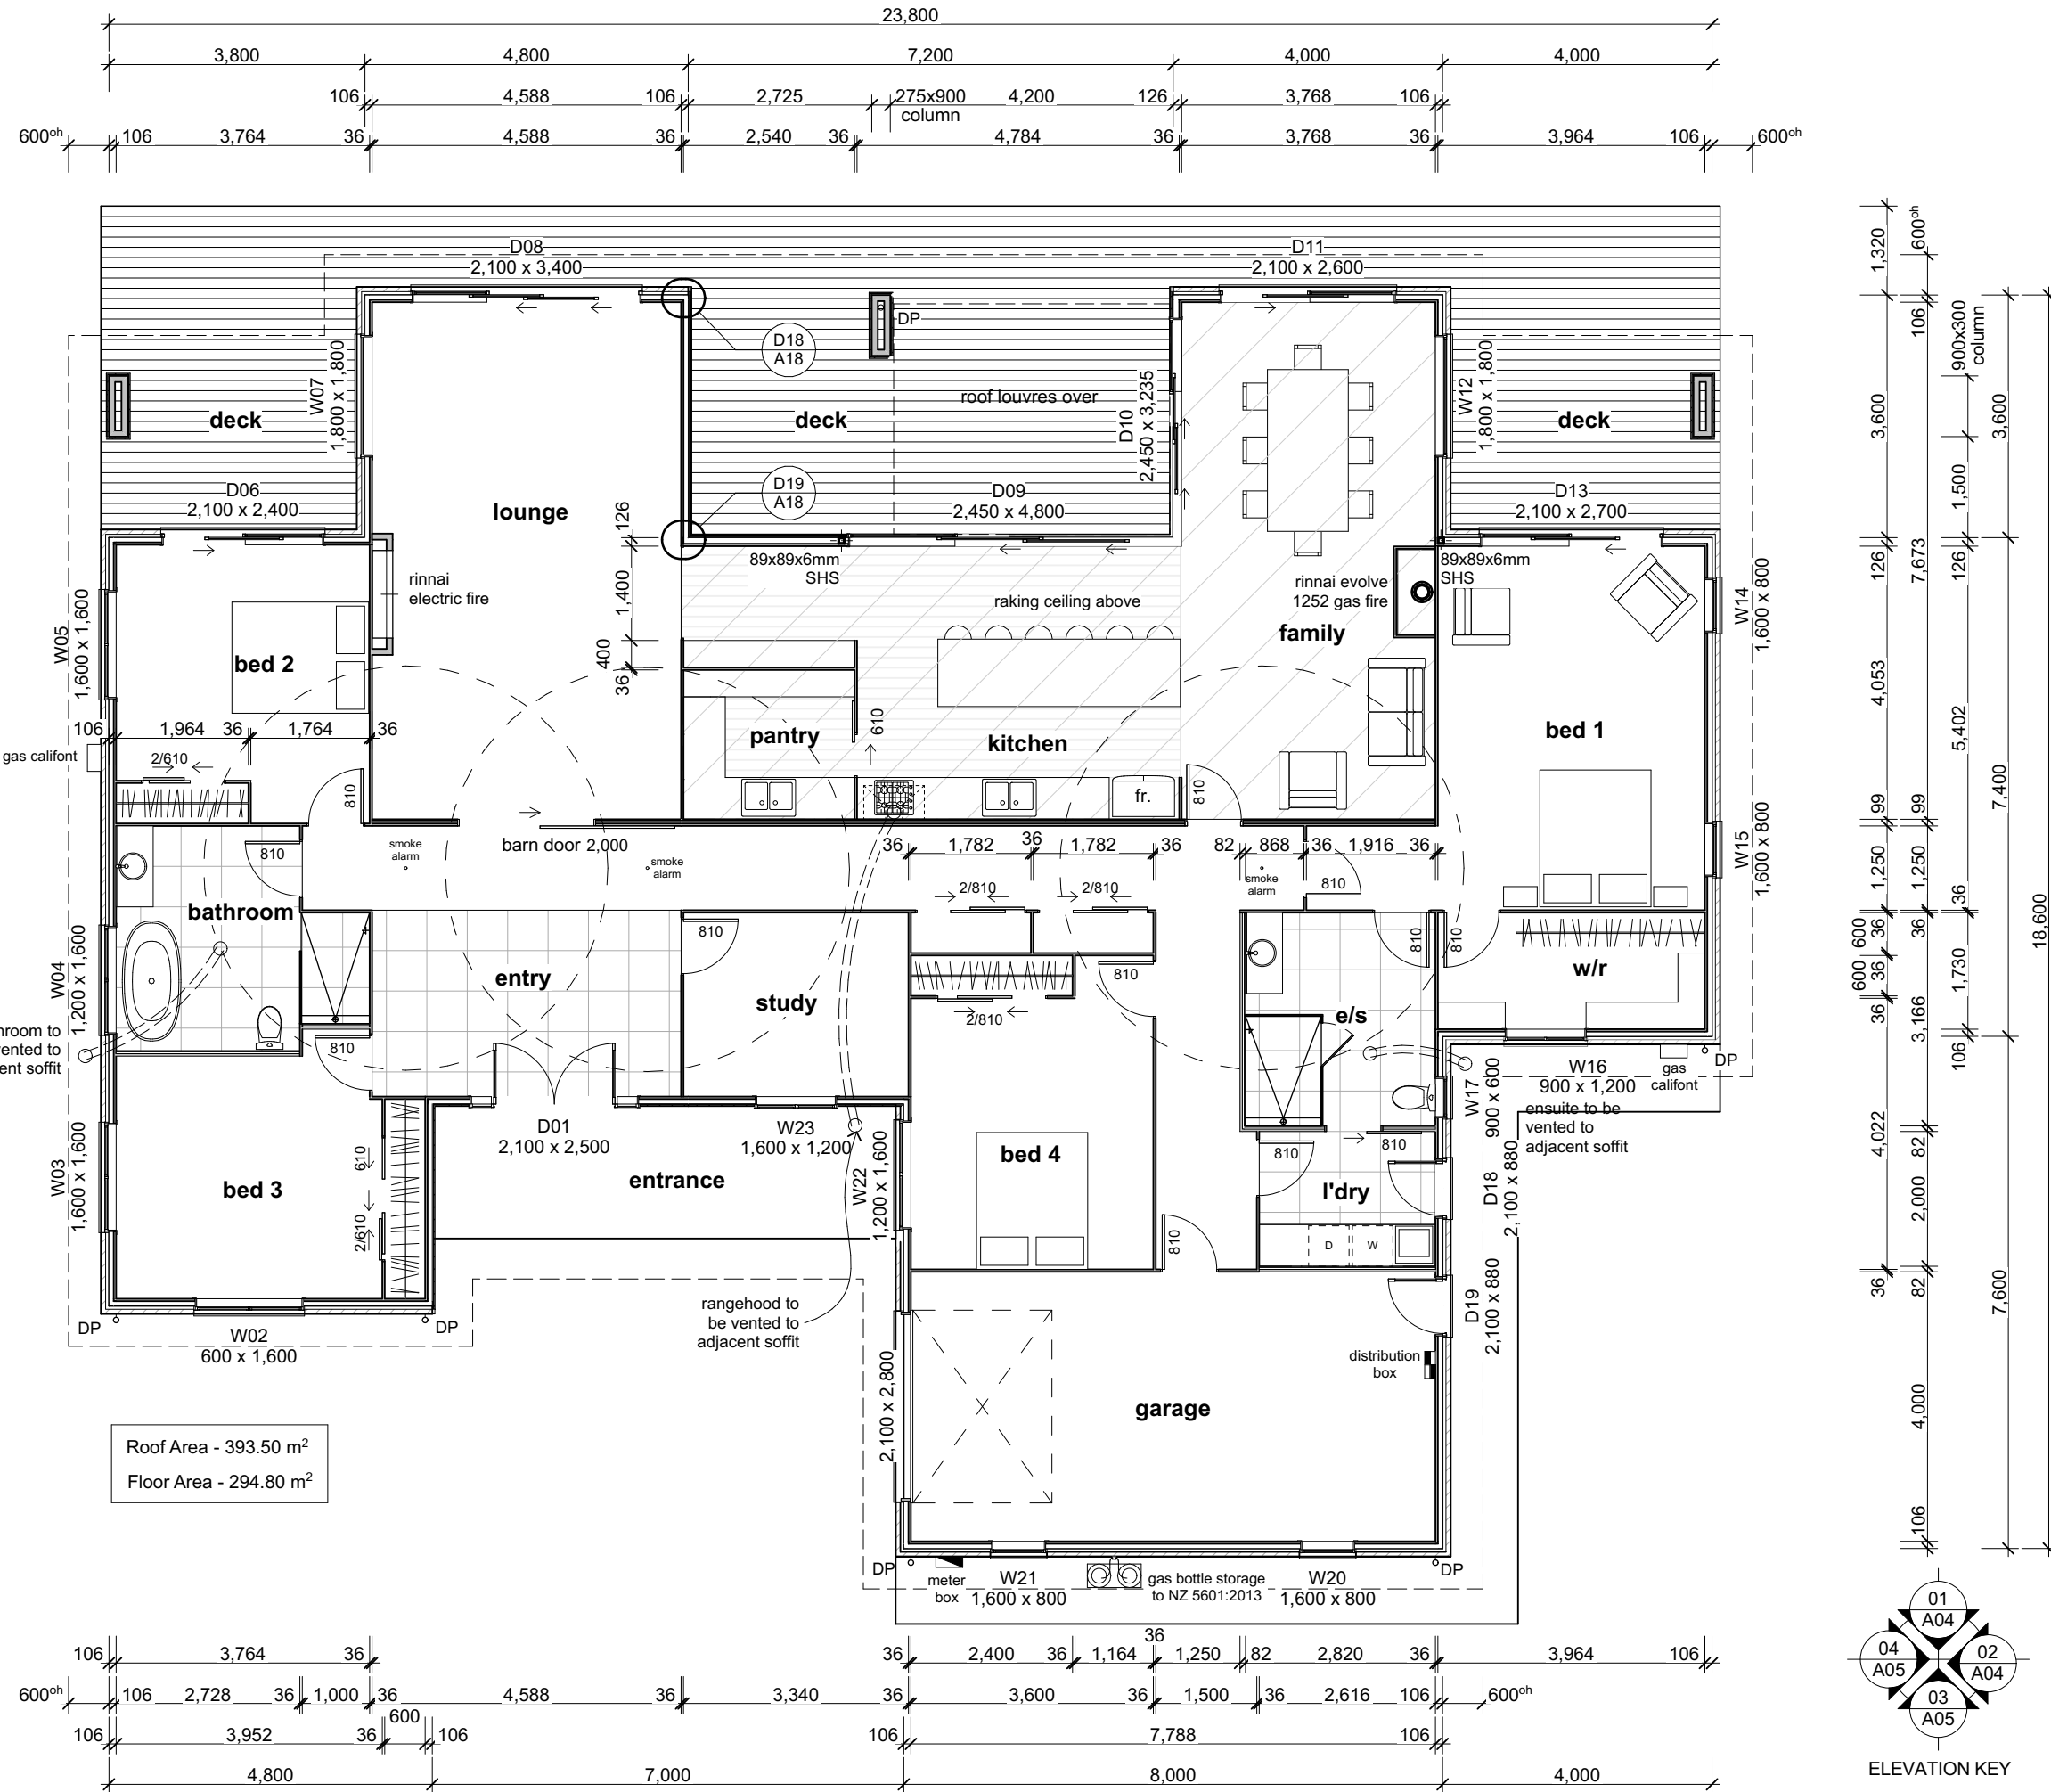 23,800
3,800 4,800 7,200 4,000 4,000
106 4,588 106 2,725 275x900 4,200 126 3,768 106
column
600oh 106 3,764 36 4,588 36 2,540 36 4,784 36 3,768 36 3,964 106 600oh
D08
2,100 x 3,400
D11
2,100 x 2,600
DP
D18
A18
W07
1,800 x 1,800
deck
deck
roof louvres over
D10
2,450 x 3,235
W12
1,800 x 1,800
deck
D06
2,100 x 2,400
lounge
D19
A18
D09
2,450 x 4,800
D13
2,100 x 2,700
126
1,400
400
36
89x89x6mm
SHS
rinnai
electric fire
raking ceiling above
rinnai evolve
1252 gas fire
89x89x6mm
SHS
family
W05
1,600 x 1,600
bed 2
W14
1,600 x 800
106 1,964 36 1,764 36
gas califont
2/610
810
pantry
610
kitchen
bed 1
fr.
810
W15
1,600 x 800
810
smoke
alarm
barn door 2,000
smoke
alarm
36 1,782 36 1,782 36 82 868 36 1,916 36
2/810
2/810
smoke
alarm
810
bathroom
810
810
810
W04
1,200 x 1,600
entry
study
810
2/810
e/s
w/r
hroom to
vented to
ent soffit
810
W16
900 x 1,200
gas
califont
DP
W17
900 x 600
ensuite to be
vented to
adjacent soffit
D01
2,100 x 2,500
W23
1,600 x 1,200
W22
1,200 x 1,600
W03
1,600 x 1,600
bed 3
610
2/610
entrance
bed 4
810
810
l'dry
D18
2,100 x 880
810
D W
DP
DP
W02
600 x 1,600
rangehood to
be vented to
adjacent soffit
D19
2,100 x 880
distribution
box
2,100 x 2,800
garage
Roof Area - 393.50 m2
Floor Area - 294.80 m2
DP
meter
box
W21
1,600 x 800
gas bottle storage
to NZ 5601:2013
W20
1,600 x 800
DP
1,320
3,600
126
4,053
99
1,250
36
600
36
600
36
4,022
36
600oh
106
7,673
99
1,250
36
3,166
82
2,000
82
4,000
106
900x300
column
1,500
126
5,402
36
1,730
106
3,600
7,400
7,600
18,600
106 3,764 36 36 2,400 36 1,164 36 1,250 82 2,820 36 3,964 106
600oh 106 2,728 36 1,000 36 4,588 36 3,340 36 3,600 36 1,500 36 2,616 106 600oh
106 3,952 36 600 106 106 7,788 106
4,800 7,000 8,000 4,000
01
A04
04
A05
02
A04
03
A05
ELEVATION KEY